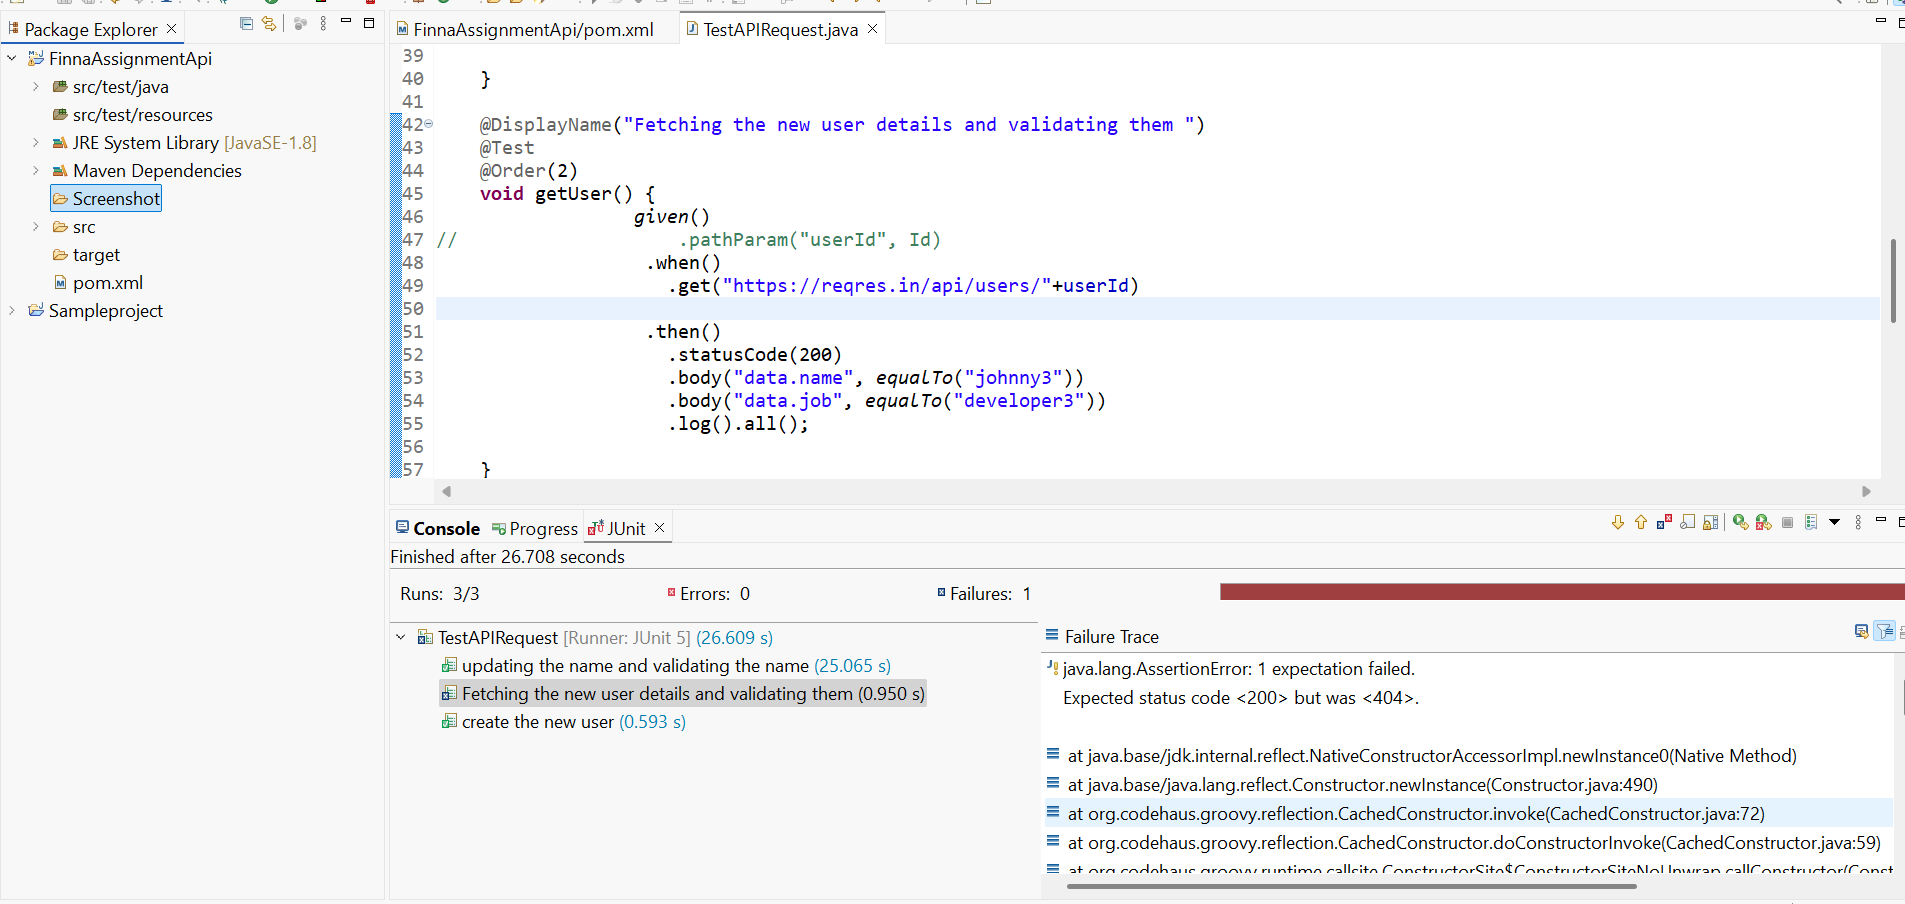 Package Explorer
FinnaAssignmentApi
src/test/java
src/test/resources
JRE System Library [JavaSE-1.8]
Maven Dependencies
Screenshot
src
target
pom.xml
Sampleproject
FinnaAssignmentApi/pom.xml
TestAPIRequest.java
39
40 }
41
42 @DisplayName("Fetching the new user details and validating them ")
43 @Test
44 @Order(2)
45 void getUser() {
46 given()
47 // .pathParam("userId", Id)
48 .when()
49 .get("https://reqres.in/api/users/"+userId)
50
51 .then()
52 .statusCode(200)
53 .body("data.name", equalTo("johnny3"))
54 .body("data.job", equalTo("developer3"))
55 .log().all();
56
57 }
Console Progress JUnit
Finished after 26.708 seconds
Runs: 3/3 Errors: 0 Failures: 1
TestAPIRequest [Runner: JUnit 5] (26.609 s)
updating the name and validating the name (25.065 s)
Fetching the new user details and validating them (0.950 s)
create the new user (0.593 s)
Failure Trace
java.lang.AssertionError: 1 expectation failed.
Expected status code <200> but was <404>.
at java.base/jdk.internal.reflect.NativeConstructorAccessorImpl.newInstance0(Native Method)
at java.base/java.lang.reflect.Constructor.newInstance(Constructor.java:490)
at org.codehaus.groovy.reflection.CachedConstructor.invoke(CachedConstructor.java:72)
at org.codehaus.groovy.reflection.CachedConstructor.doConstructorInvoke(CachedConstructor.java:59)
at org.codehaus.groovy.runtime.callsite.ConstructorSite$ConstructorSiteNoUnwrap.callConstructor(Const